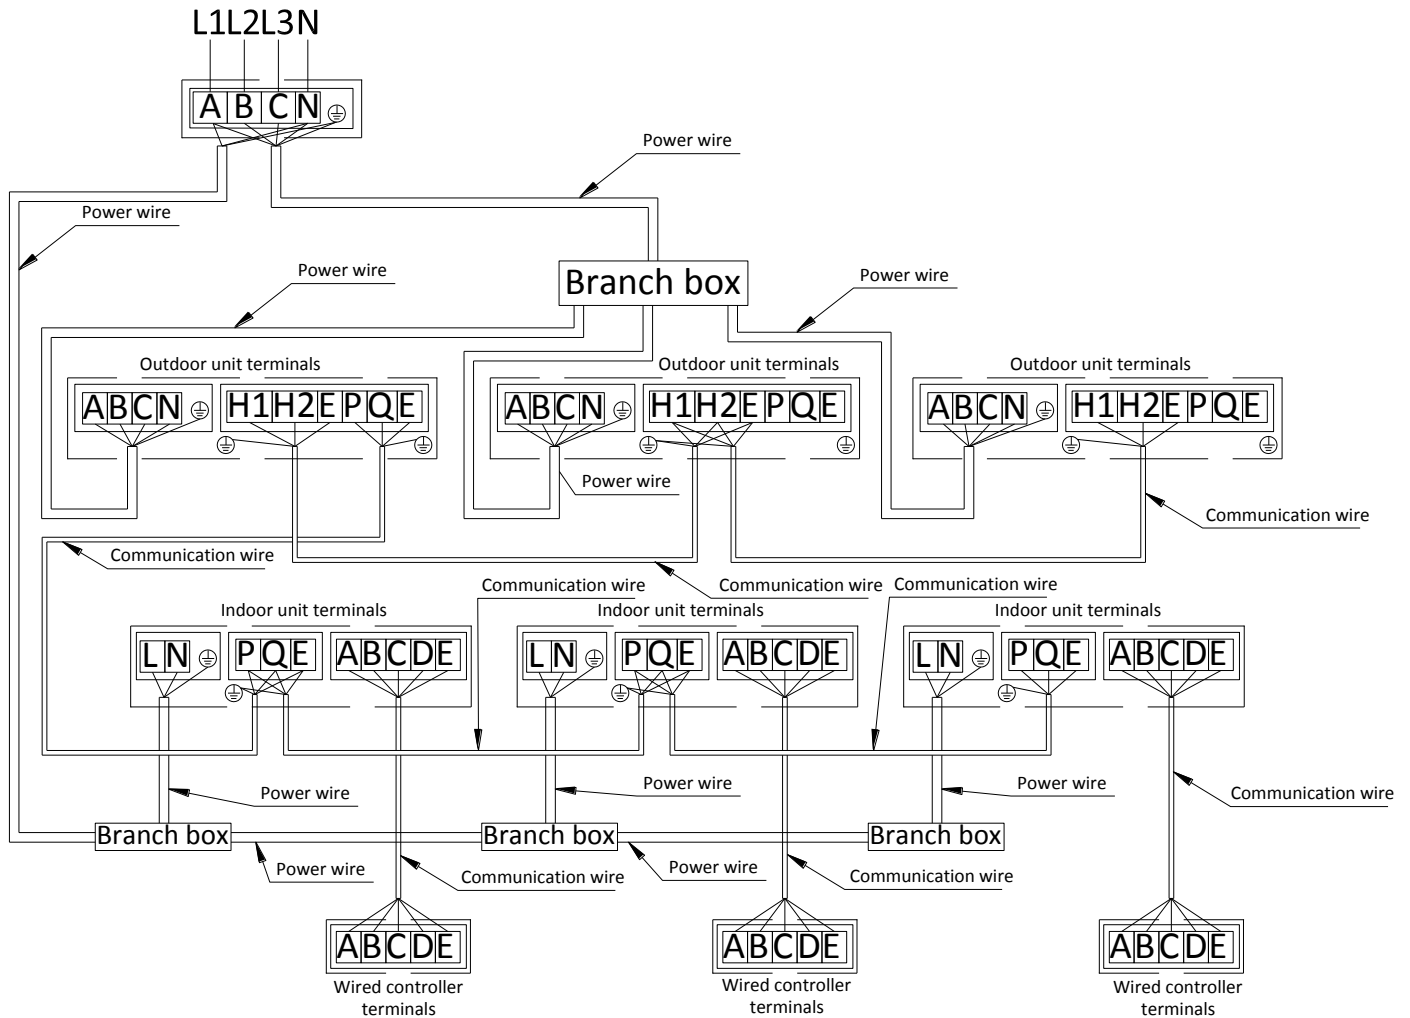 L1L2L3N
A B C N
Power wire
Power wire
Branch box
Power wire
Power wire
Outdoor unit terminals
Outdoor unit terminals
Outdoor unit terminals
A B C N H1 H2 E P Q E
A B C N H1 H2 E P Q E
A B C N H1 H2 E P Q E
Power wire
Communication wire
Communication wire
Communication wire
Communication wire
Communication wire
Indoor unit terminals
Indoor unit terminals
Indoor unit terminals
L N P Q E A B C D E
L N P Q E A B C D E
L N P Q E A B C D E
Power wire
Power wire
Power wire
Communication wire
Branch box
Branch box
Branch box
Power wire
Power wire
Communication wire
Communication wire
A B C D E
A B C D E
A B C D E
Wired controller
terminals
Wired controller
terminals
Wired controller
terminals